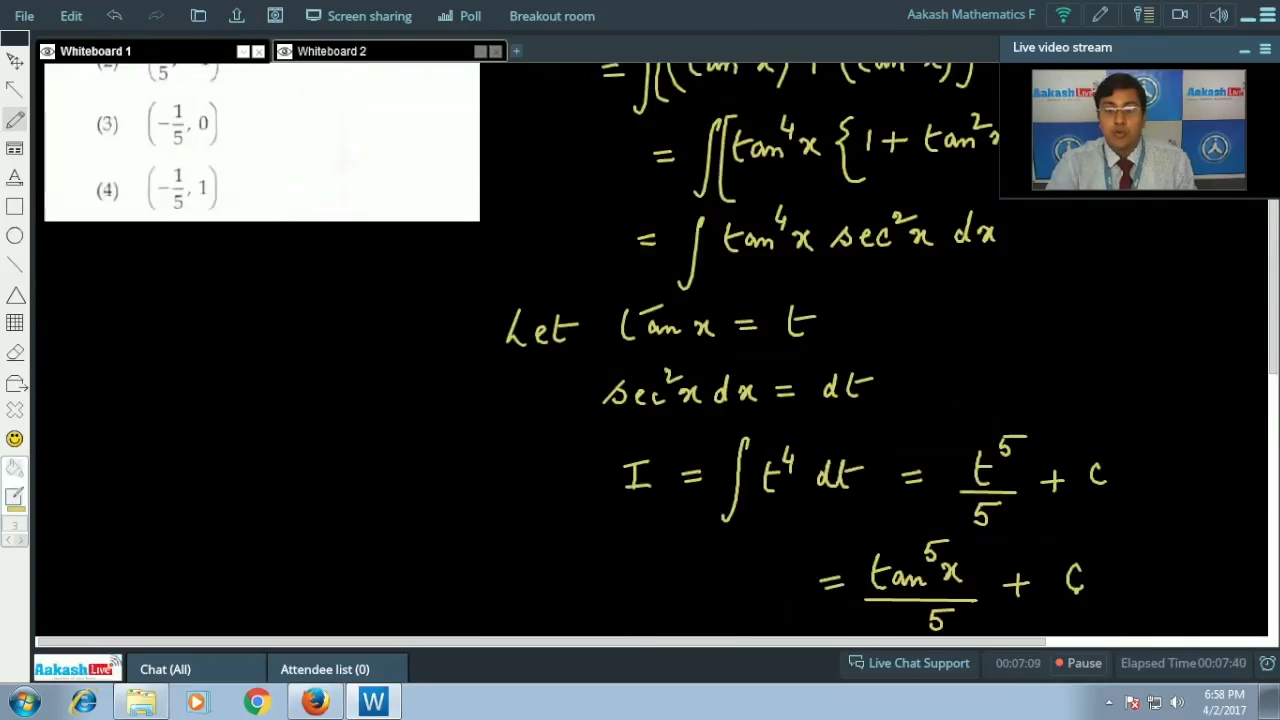 File Edit Screen sharing Poll Breakout room Aakash Mathematics F
Whiteboard 1 Whiteboard 2 + Live video stream
(3) (-1/5, 0)
(4) (-1/5, 1)
= ∫[tan⁴x {1 + tan²x
= ∫ tan⁴x sec²x dx
Let tan x = t
sec²x dx = dt
I = ∫ t⁴ dt = t⁵/5 + c
= tan⁵x/5 + C
3
Aakash Live Chat (All) Attendee list (0) Live Chat Support 00:07:09 Pause Elapsed Time 00:07:40
6:58 PM
4/2/2017